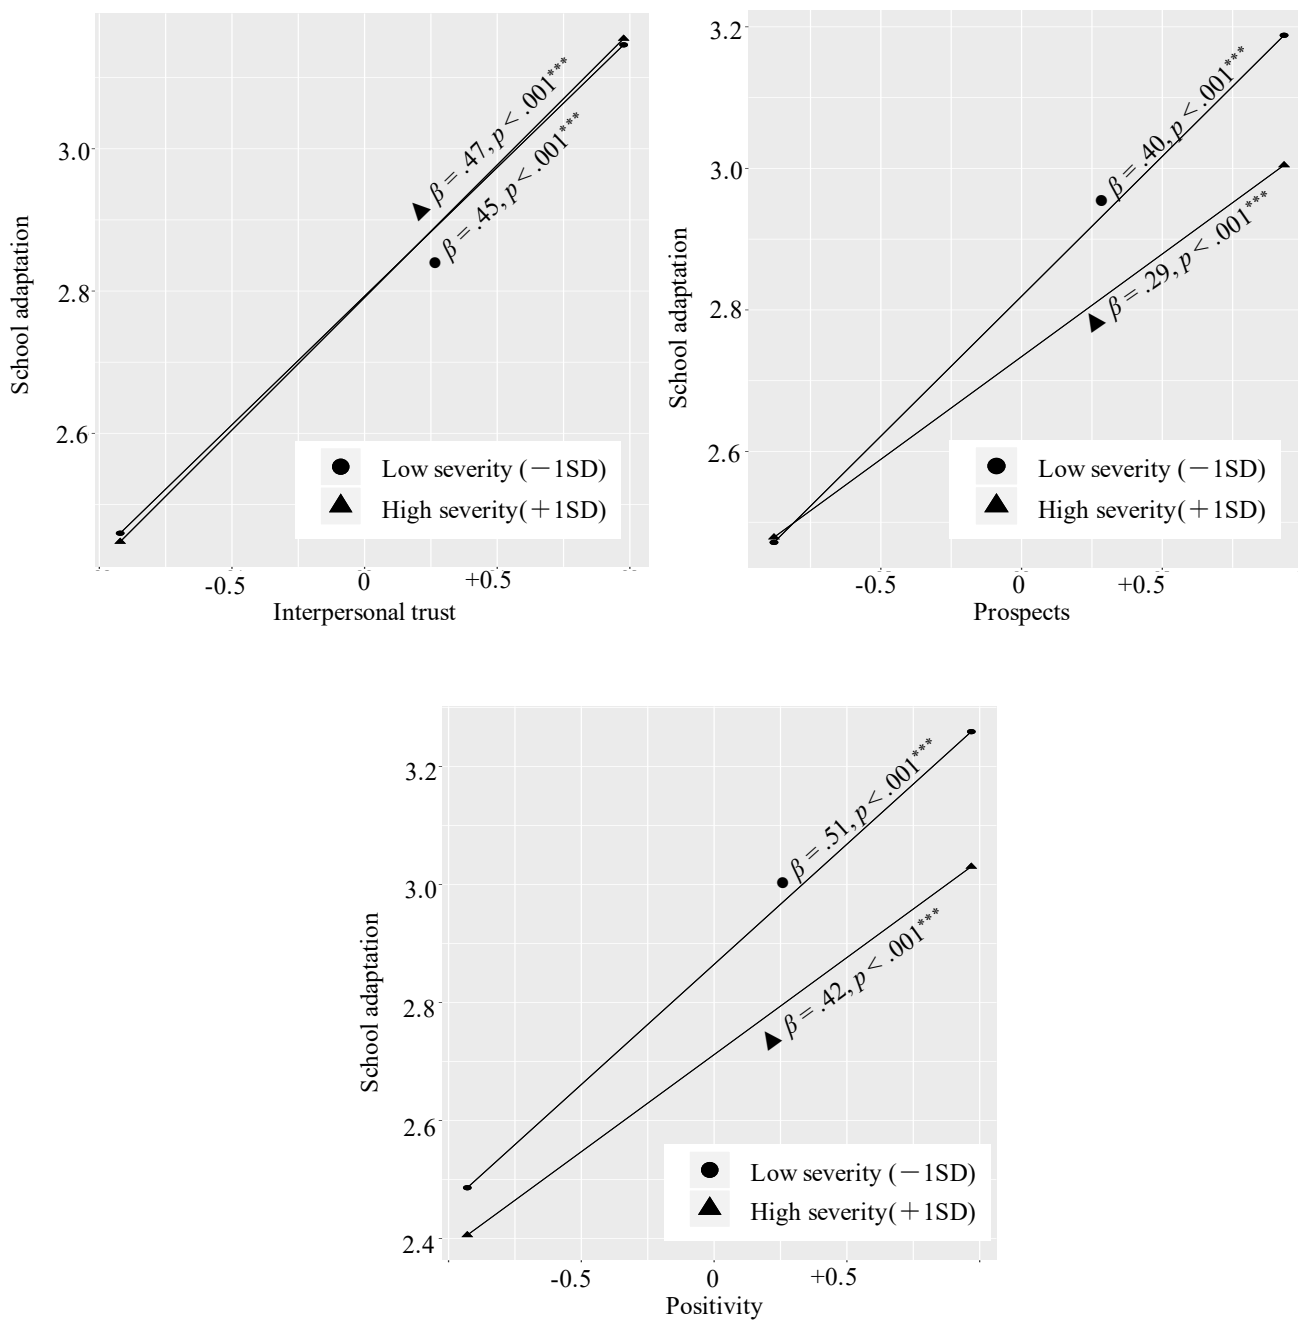 School adaptation
3.0
2.8
2.6
β = .47, p< .001***
β = .45, p< .001***
Low severity (−1SD)
High severity(+1SD)
-0.5
0
+0.5
Interpersonal trust
School adaptation
3.2
3.0
2.8
2.6
β = .40, p< .001***
β = .29, p< .001***
Low severity (−1SD)
High severity(+1SD)
-0.5
0
+0.5
Prospects
School adaptation
3.2
3.0
2.8
2.6
2.4
β = .51, p< .001***
β = .42, p< .001***
Low severity (−1SD)
High severity(+1SD)
-0.5
0
+0.5
Positivity